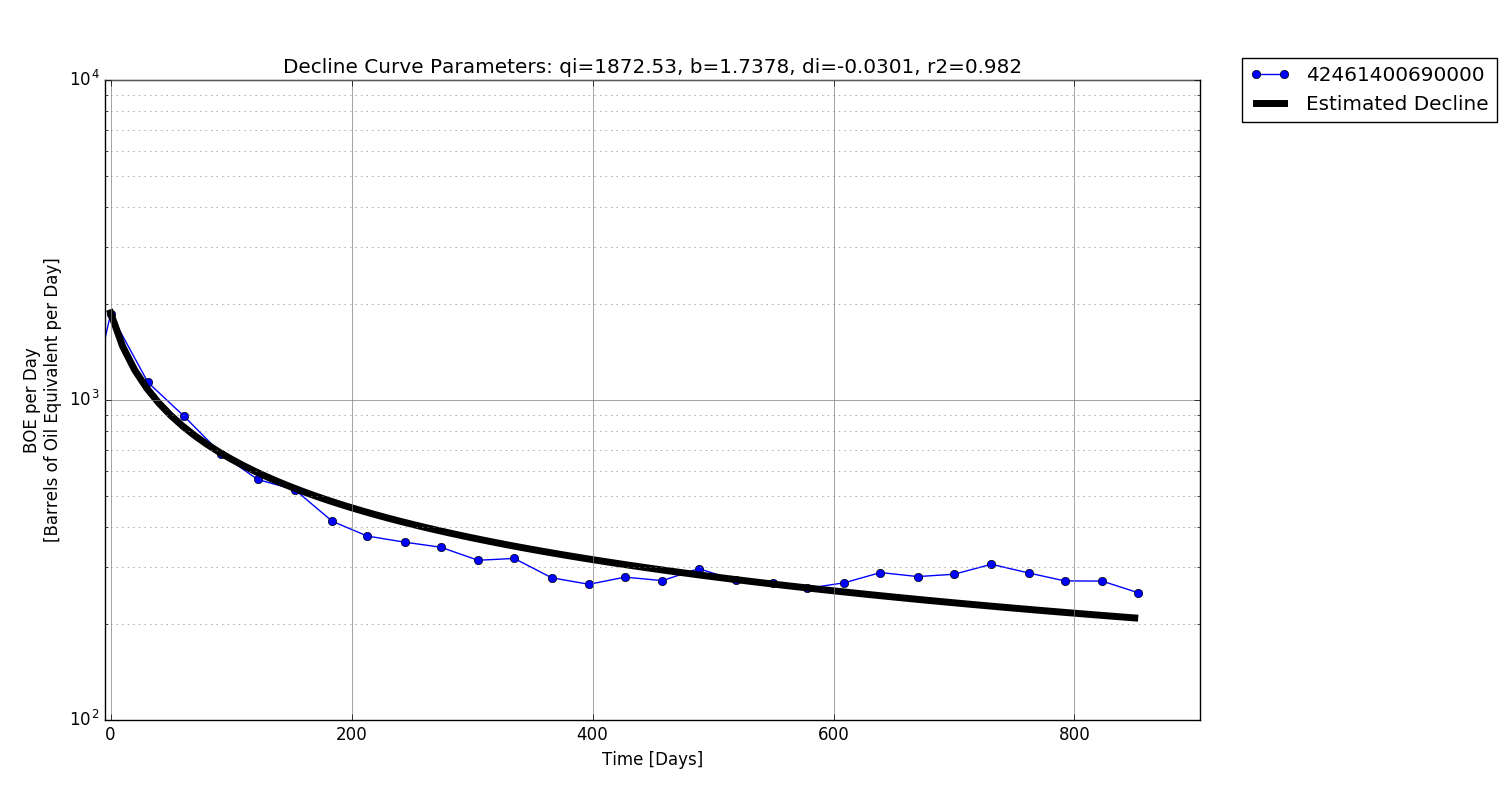 Decline Curve Parameters: qi=1872.53, b=1.7378, di=-0.0301, r2=0.982
42461400690000
Estimated Decline
BOE per Day
[Barrels of Oil Equivalent per Day]
10^4
10^3
10^2
0 200 400 600 800
Time [Days]